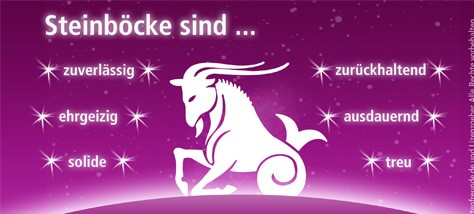 Steinböcke sind ...
zuverlässig
zurückhaltend
ehrgeizig
ausdauernd
solide
treu